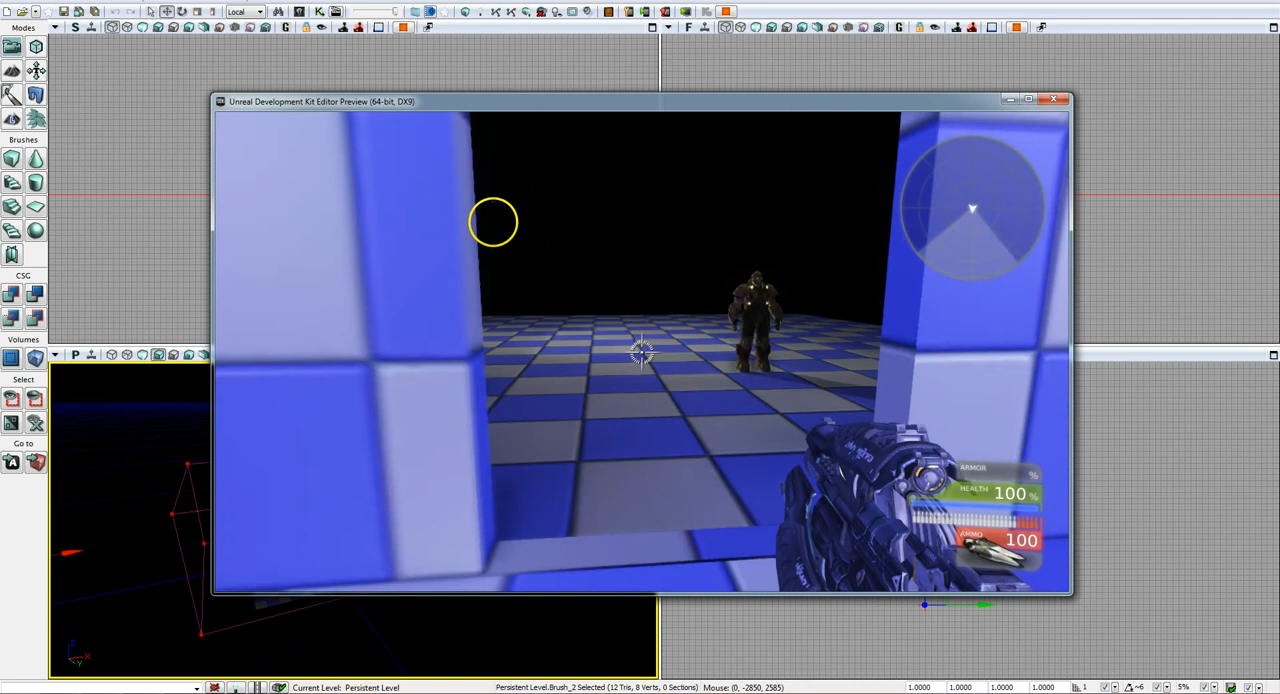 Local
S
G
F
G
Modes
Unreal Development Kit Editor Preview (64-bit, DX9)
Brushes
CSG
Volumes
P
Select
Go to
ARMOR
%
HEALTH 100 %
AMMO 100
Z
X
Y
Current Level: Persistent Level
Persistent Level.Brush_2 Selected (12 Tris, 8 Verts, 0 Sections)
Mouse: (0, -2850, 2585)
1.0000
1.0000
1.0000
1.0000
1
~6
5%